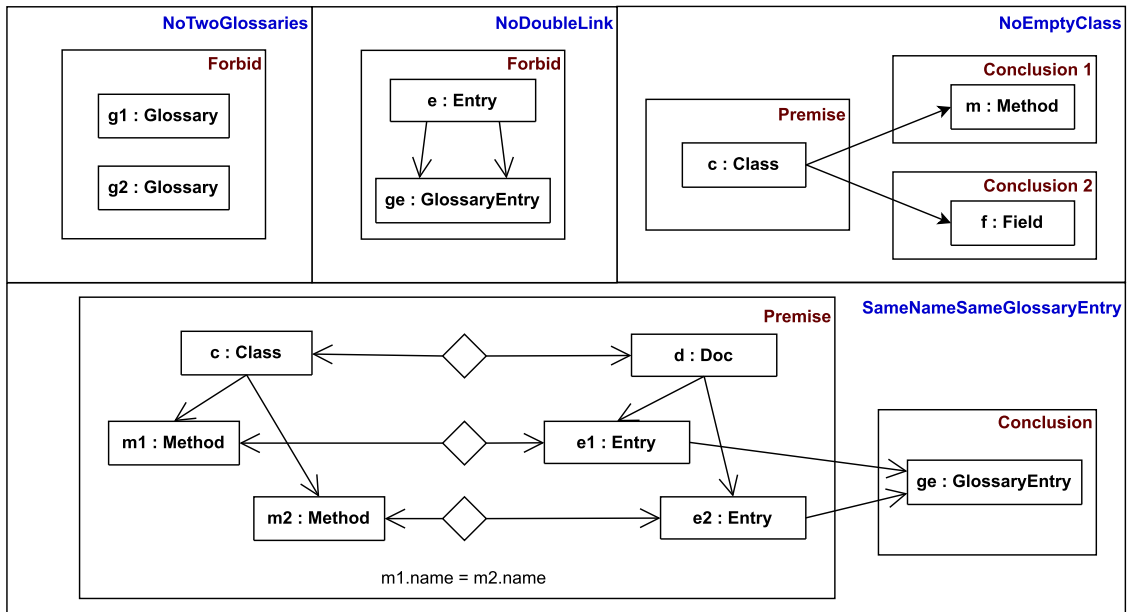 NoTwoGlossaries
Forbid
g1 : Glossary
g2 : Glossary
NoDoubleLink
Forbid
e : Entry
ge : GlossaryEntry
NoEmptyClass
Premise
c : Class
Conclusion 1
m : Method
Conclusion 2
f : Field
SameNameSameGlossaryEntry
Premise
c : Class
d : Doc
m1 : Method
e1 : Entry
m2 : Method
e2 : Entry
m1.name = m2.name
Conclusion
ge : GlossaryEntry